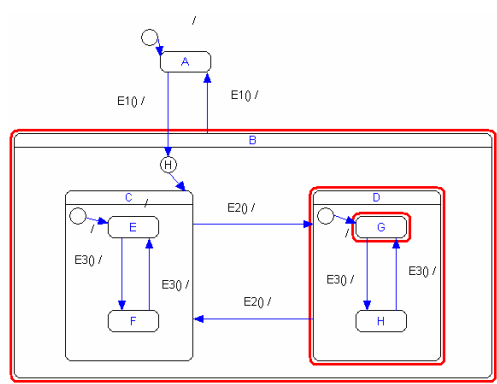 /
A
E1() /
E1() /
B
H
C
D
/
E2() /
E
G
/
/
E3() /
E3() /
E3() /
E3() /
E2() /
F
H